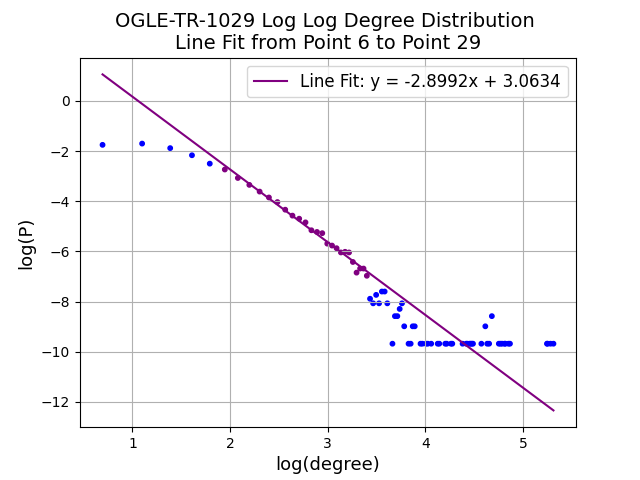 OGLE-TR-1029 Log Log Degree Distribution
Line Fit from Point 6 to Point 29
Line Fit: y = -2.8992x + 3.0634
0
−2
−4
−6
−8
−10
−12
log(P)
1
2
3
4
5
log(degree)